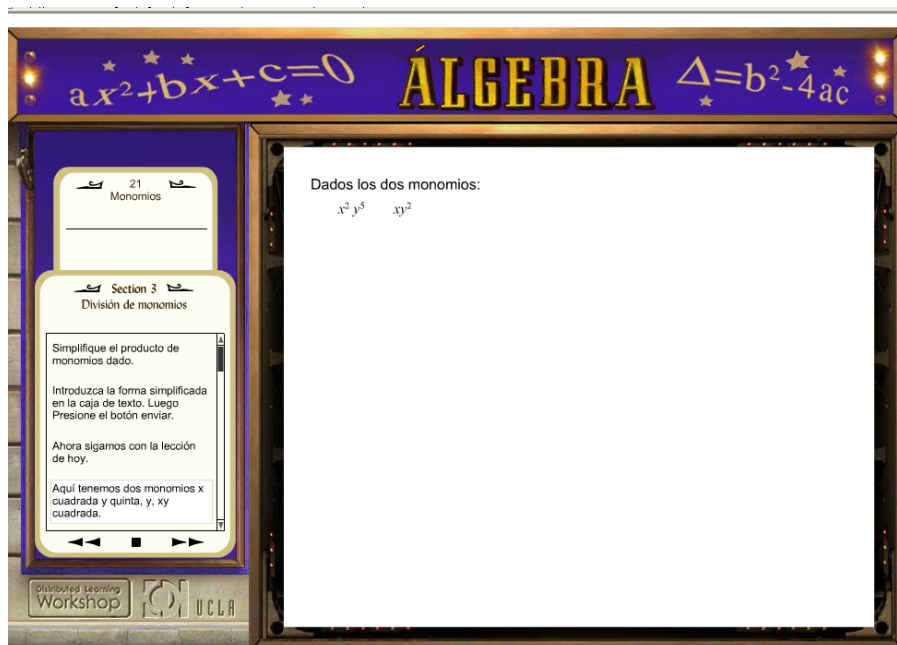 ax²+bx+c=0
ÁLGEBRA
Δ=b²-4ac
21
Monomios
Section 3
División de monomios
Simplifique el producto de
monomios dado.
Introduzca la forma simplificada
en la caja de texto. Luego
Presione el botón enviar.
Ahora sigamos con la lección
de hoy.
Aquí tenemos dos monomios x
cuadrada y quinta, y, xy
cuadrada.
Distributed Learning
Workshop
UCLA
Dados los dos monomios:
x² y⁵ xy²